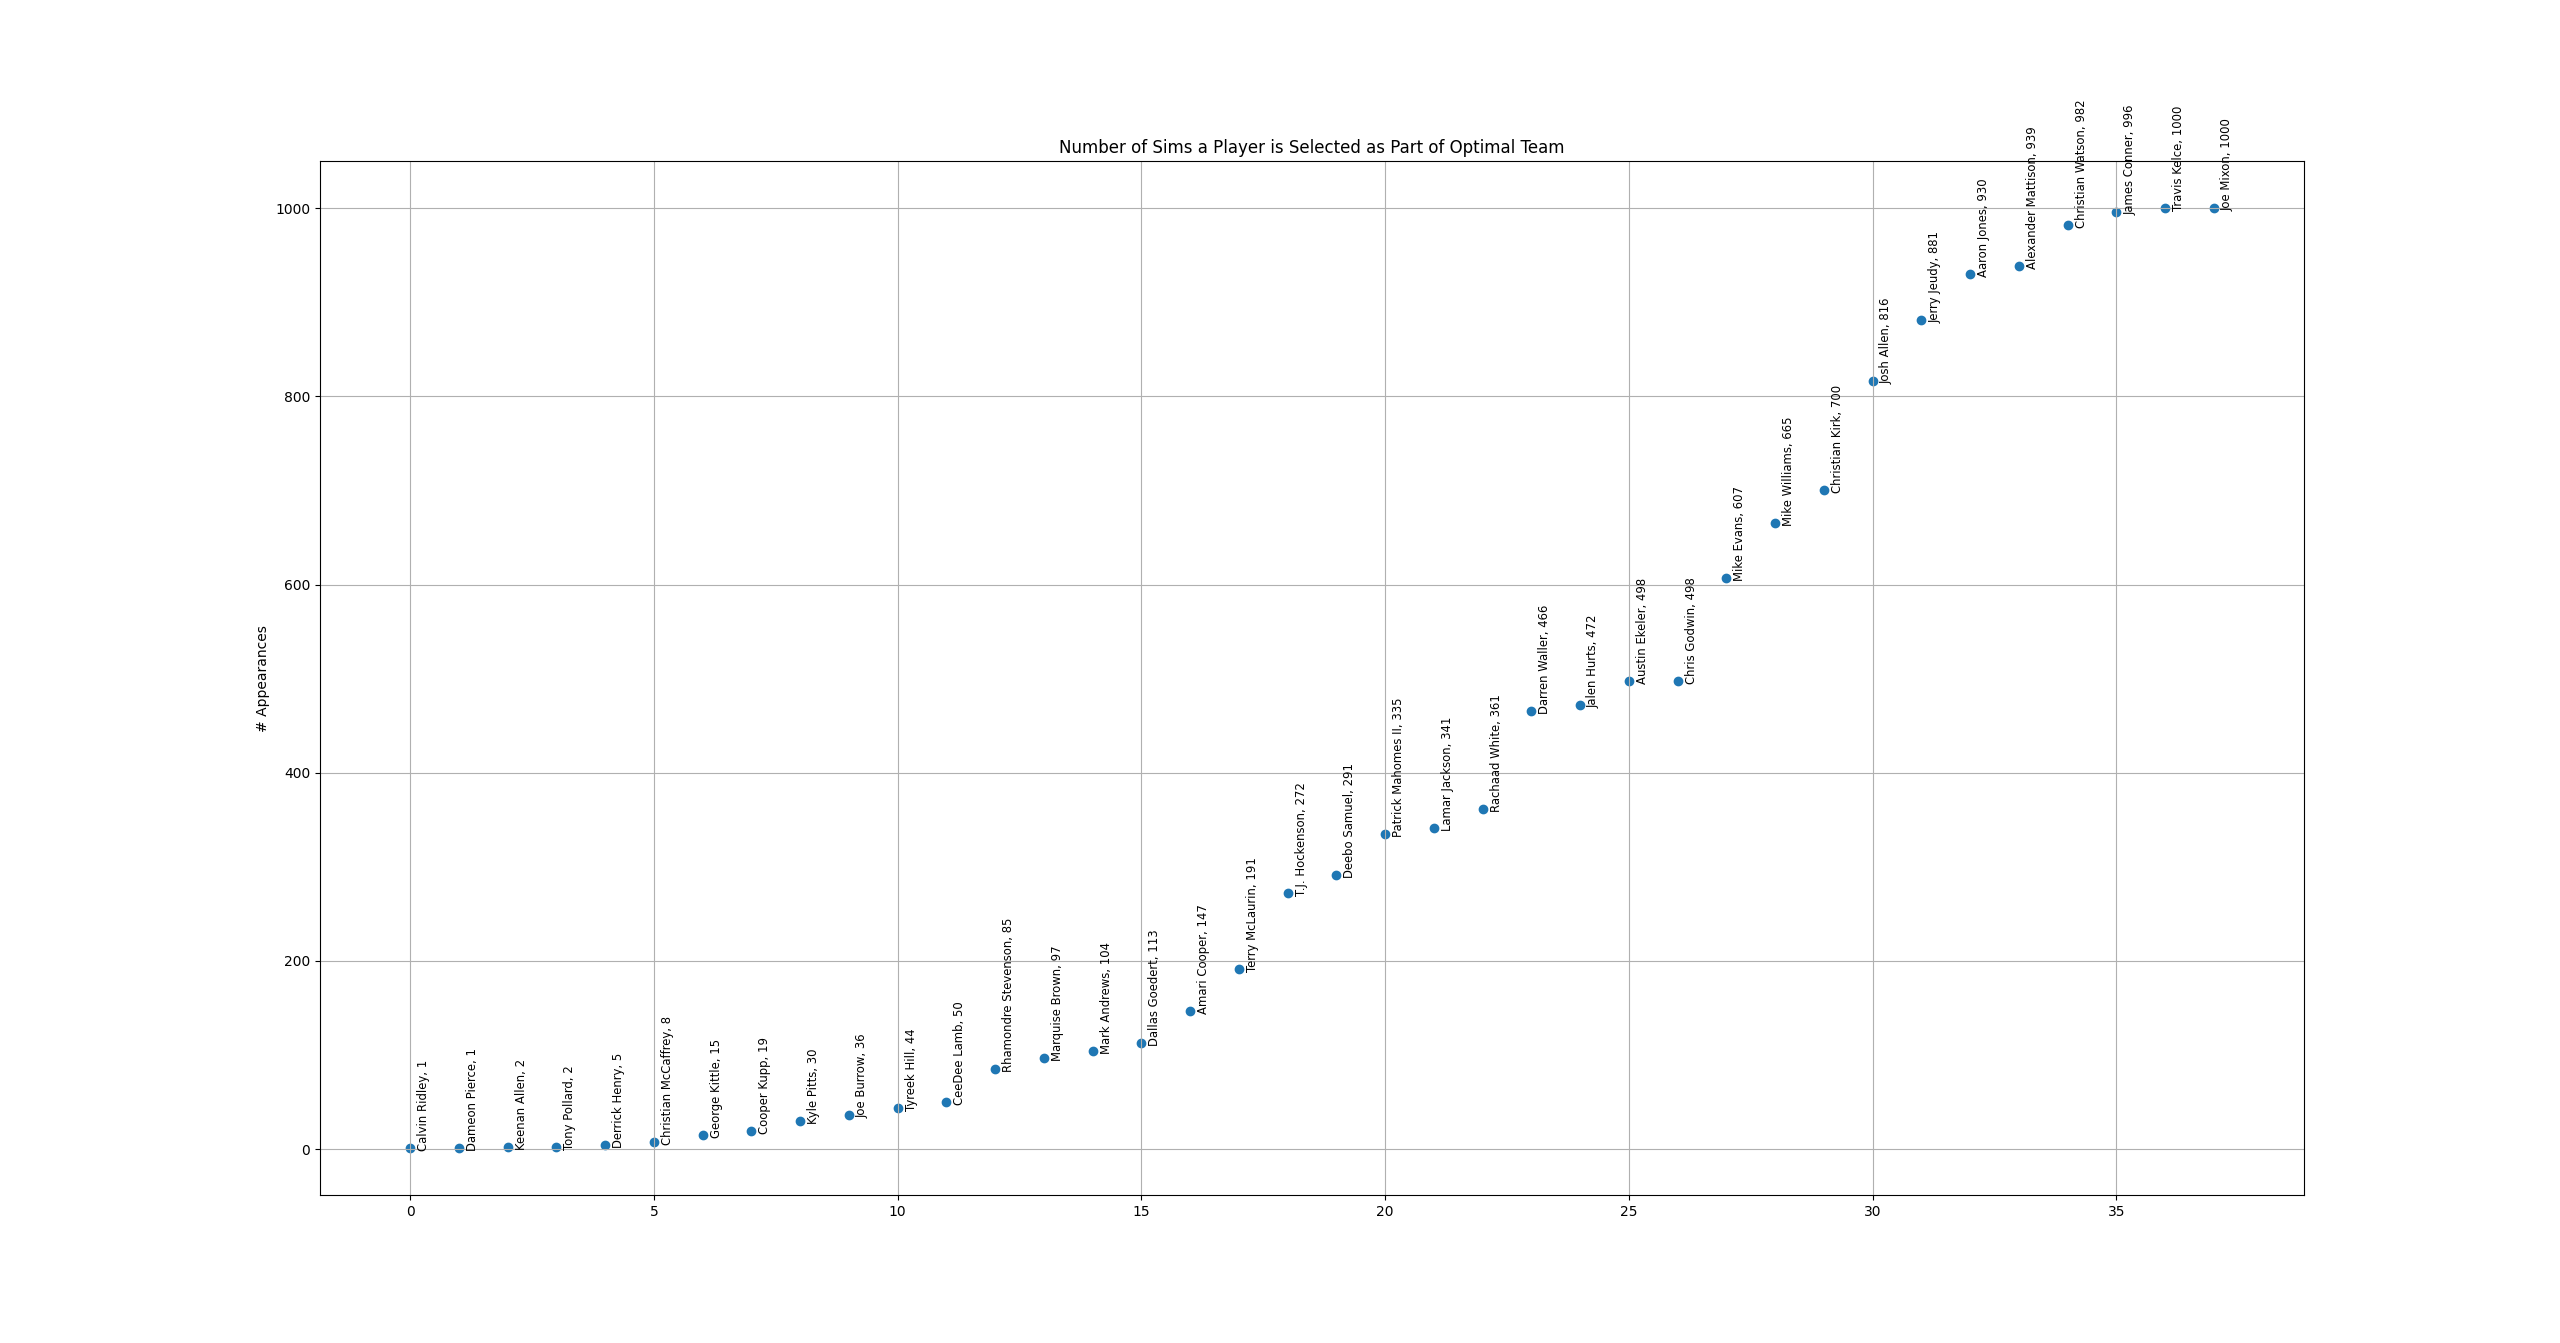 Number of Sims a Player is Selected as Part of Optimal Team
# Appearances
1000
800
600
400
200
0
Calvin Ridley, 1
Dameon Pierce, 1
Keenan Allen, 2
Tony Pollard, 2
Derrick Henry, 5
Christian McCaffrey, 8
George Kittle, 15
Cooper Kupp, 19
Kyle Pitts, 30
Joe Burrow, 36
Tyreek Hill, 44
CeeDee Lamb, 50
Rhamondre Stevenson, 85
Marquise Brown, 97
Mark Andrews, 104
Dallas Goedert, 113
Amari Cooper, 147
Terry McLaurin, 191
T.J. Hockenson, 272
Deebo Samuel, 291
Patrick Mahomes II, 335
Lamar Jackson, 341
Rachaad White, 361
Darren Waller, 466
Jalen Hurts, 472
Austin Ekeler, 498
Chris Godwin, 498
Mike Evans, 607
Mike Williams, 665
Christian Kirk, 700
Josh Allen, 816
Jerry Jeudy, 881
Aaron Jones, 930
Alexander Mattison, 939
Christian Watson, 982
James Conner, 996
Travis Kelce, 1000
Joe Mixon, 1000
0
5
10
15
20
25
30
35